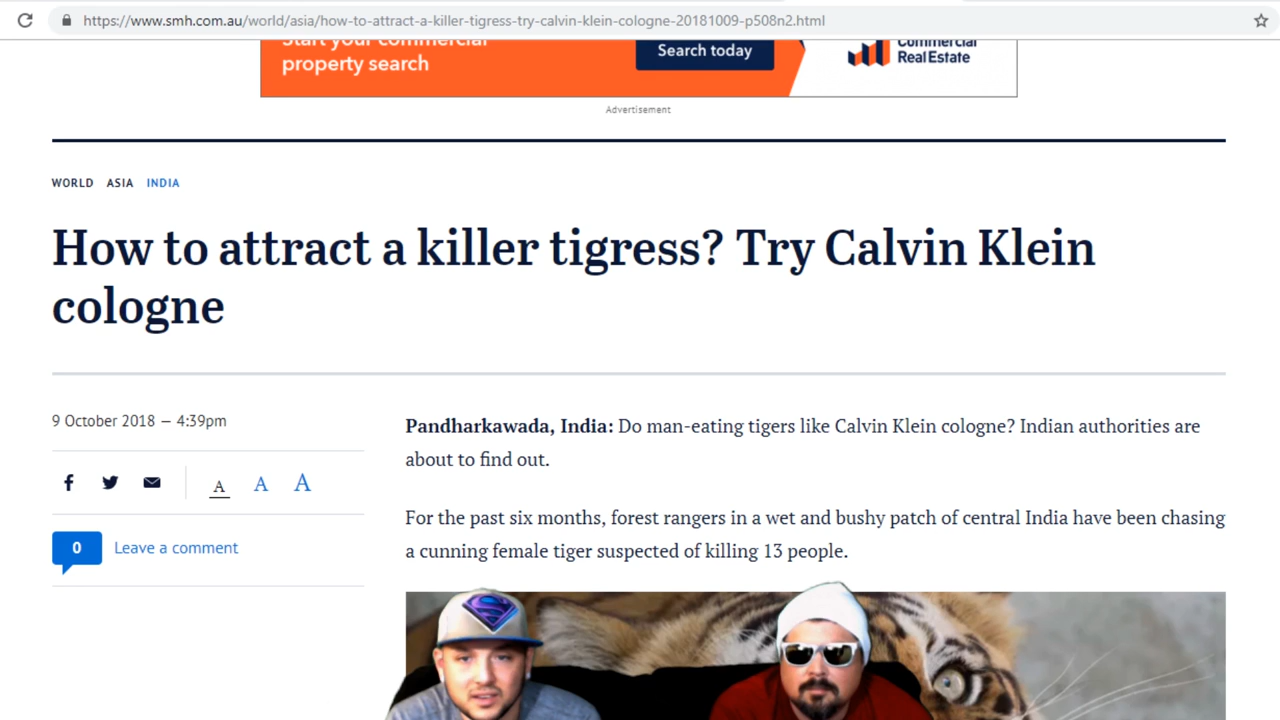 https://www.smh.com.au/world/asia/how-to-attract-a-killer-tigress-try-calvin-klein-cologne-20181009-p508n2.html
Start your commercial
property search
Search today
Commercial
Real Estate
Advertisement
WORLD ASIA INDIA
How to attract a killer tigress? Try Calvin Klein
cologne
9 October 2018 — 4:39pm
A A A
0 Leave a comment
Pandharkawada, India: Do man-eating tigers like Calvin Klein cologne? Indian authorities are
about to find out.
For the past six months, forest rangers in a wet and bushy patch of central India have been chasing
a cunning female tiger suspected of killing 13 people.